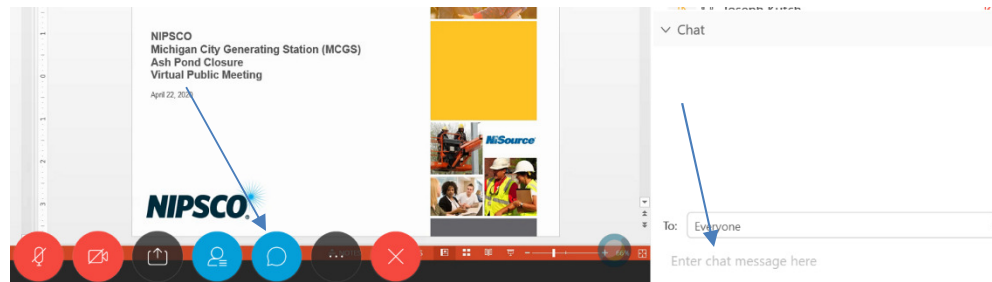 NIPSCO
Michigan City Generating Station (MCGS)
Ash Pond Closure
Virtual Public Meeting
April 22, 2020
NiSource
NIPSCO
66%
Chat
To: Everyone
Enter chat message here